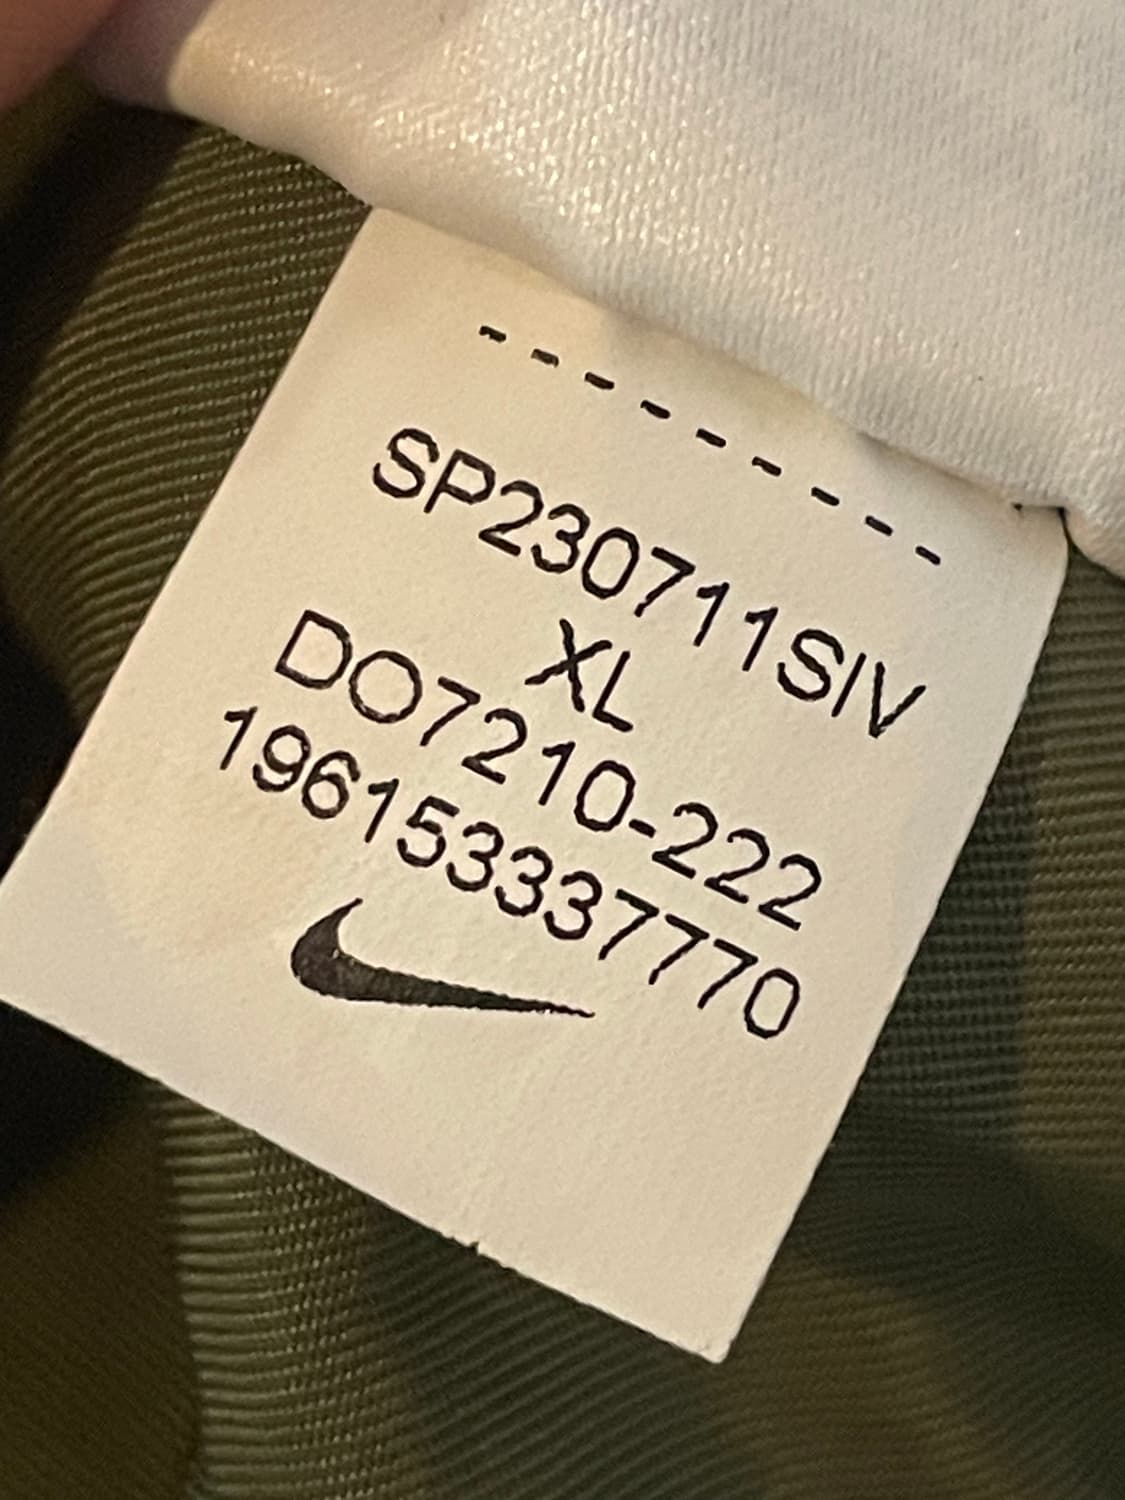 ---------
SP230711SIV
XL
DO7210-222
196153337770